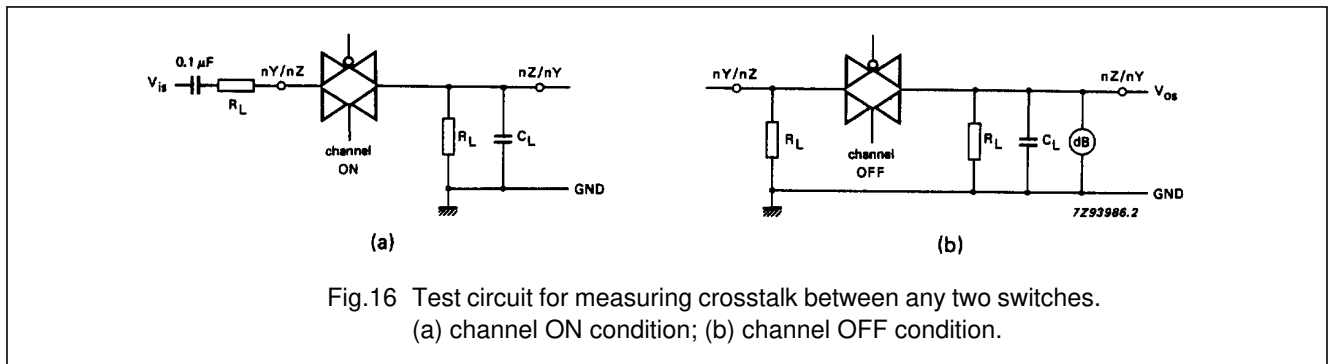 0.1 µF
V_is
R_L
nY/nZ
channel
ON
R_L
C_L
nZ/nY
GND
(a)
nY/nZ
R_L
channel
OFF
R_L
C_L
dB
nZ/nY
V_os
GND
7Z93986.2
(b)
Fig.16 Test circuit for measuring crosstalk between any two switches.
(a) channel ON condition; (b) channel OFF condition.